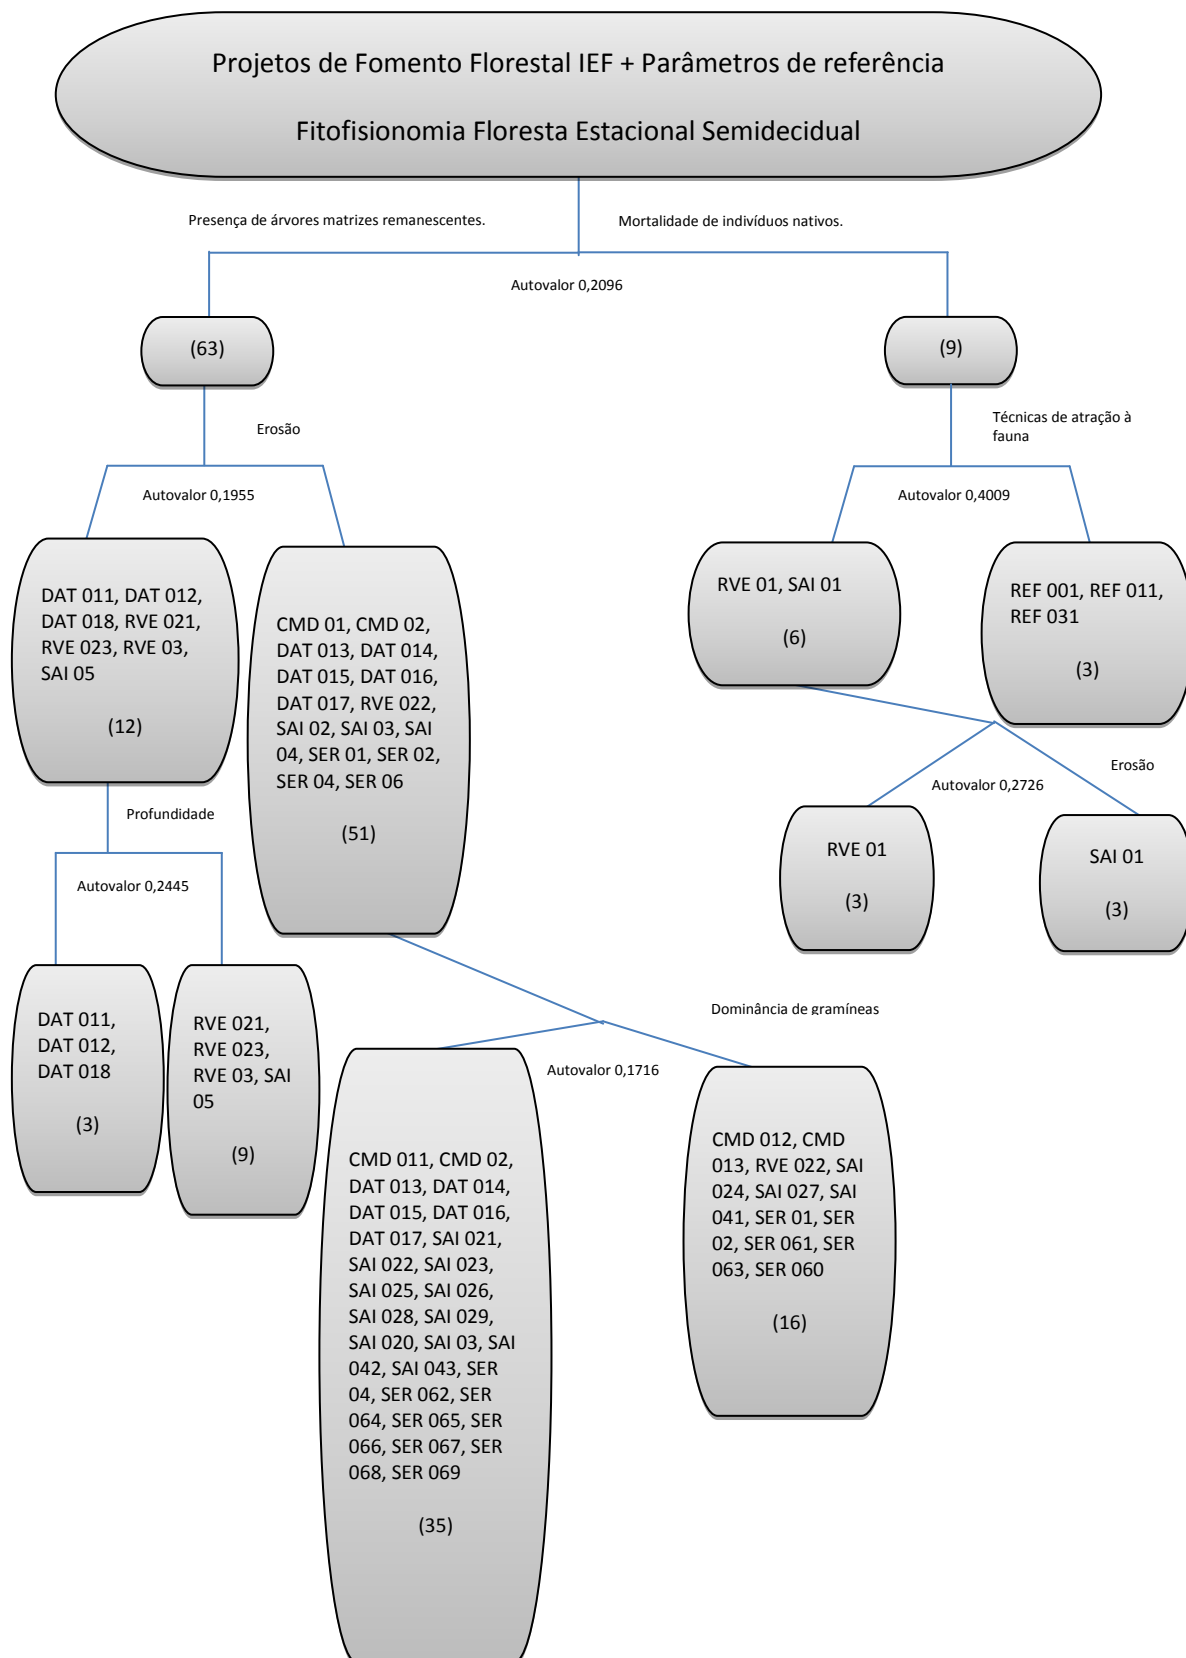 Projetos de Fomento Florestal IEF + Parâmetros de referência
Fitofisionomia Floresta Estacional Semidecidual
Presença de árvores matrizes remanescentes.
Mortalidade de indivíduos nativos.
Autovalor 0,2096
(63)
(9)
Erosão
Técnicas de atração à
fauna
Autovalor 0,1955
Autovalor 0,4009
DAT 011, DAT 012,
DAT 018, RVE 021,
RVE 023, RVE 03,
SAI 05
(12)
CMD 01, CMD 02,
DAT 013, DAT 014,
DAT 015, DAT 016,
DAT 017, RVE 022,
SAI 02, SAI 03, SAI
04, SER 01, SER 02,
SER 04, SER 06
(51)
RVE 01, SAI 01
(6)
REF 001, REF 011,
REF 031
(3)
Profundidade
Autovalor 0,2445
Erosão
Autovalor 0,2726
RVE 01
(3)
SAI 01
(3)
DAT 011,
DAT 012,
DAT 018
(3)
RVE 021,
RVE 023,
RVE 03, SAI
05
(9)
Dominância de gramíneas
Autovalor 0,1716
CMD 011, CMD 02,
DAT 013, DAT 014,
DAT 015, DAT 016,
DAT 017, SAI 021,
SAI 022, SAI 023,
SAI 025, SAI 026,
SAI 028, SAI 029,
SAI 020, SAI 03, SAI
042, SAI 043, SER
04, SER 062, SER
064, SER 065, SER
066, SER 067, SER
068, SER 069
(35)
CMD 012, CMD
013, RVE 022, SAI
024, SAI 027, SAI
041, SER 01, SER
02, SER 061, SER
063, SER 060
(16)